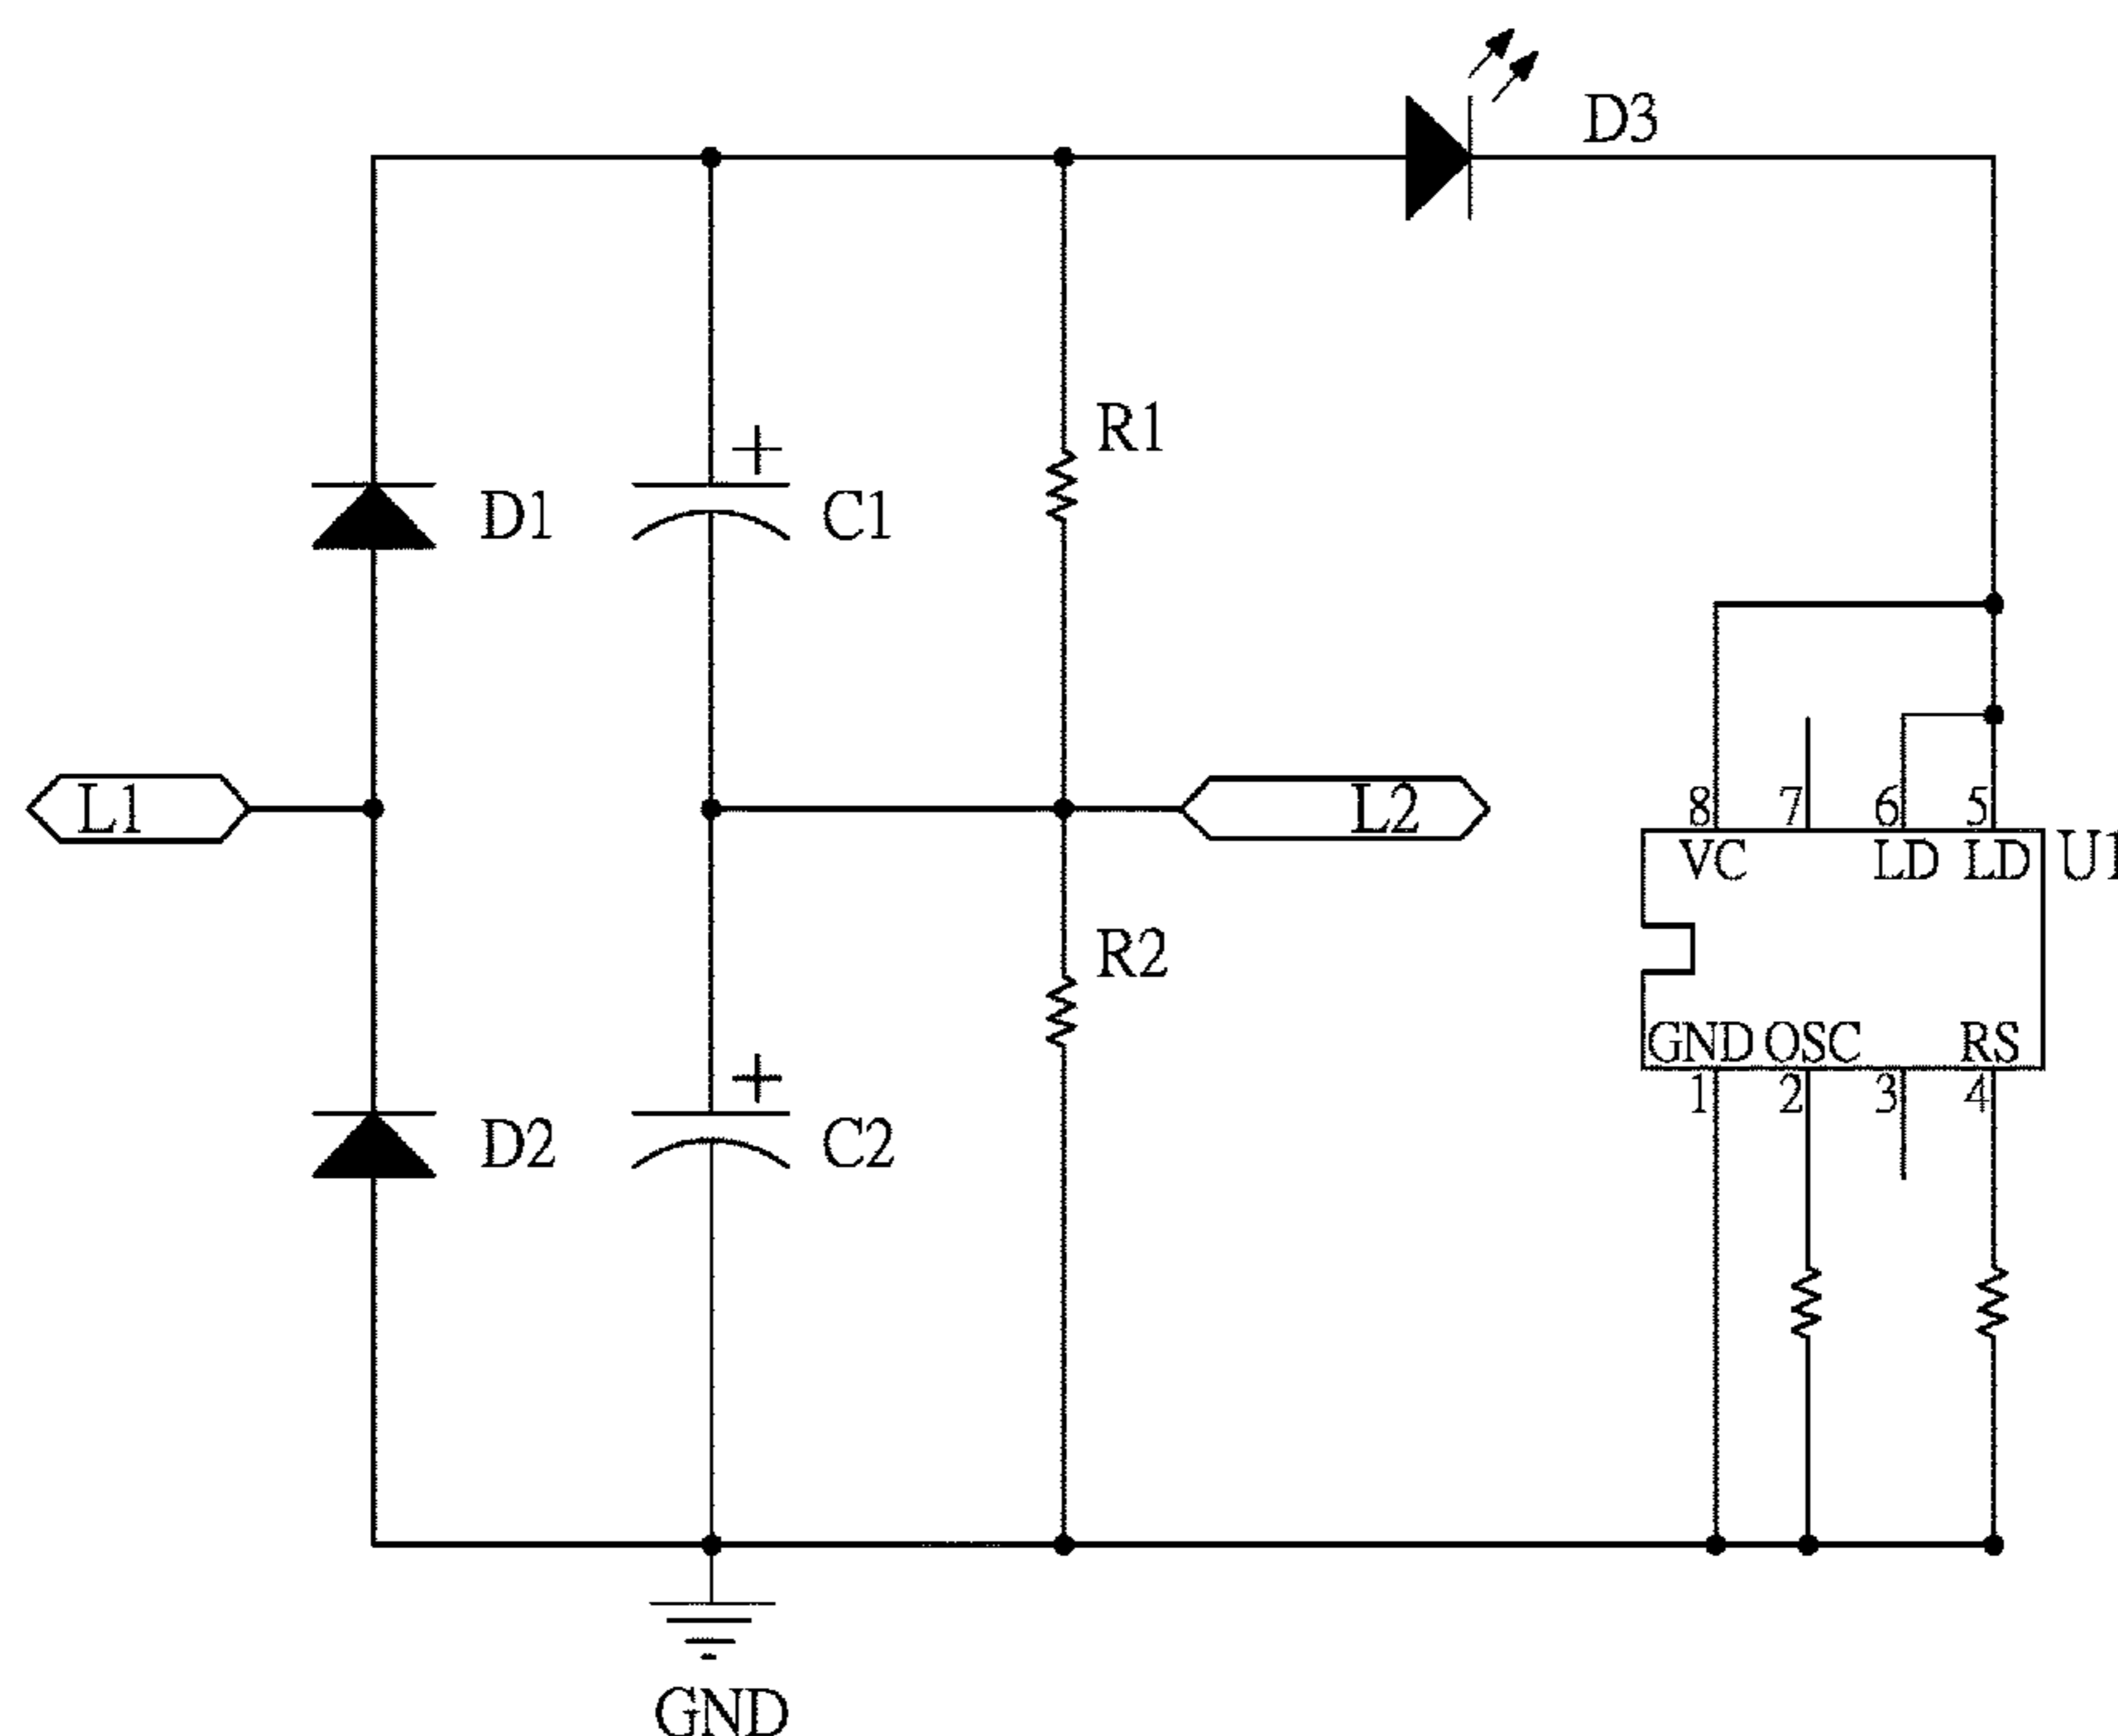 D3
R1
+
D1
C1
L1
L2
8 7 6 5
VC LD LD U1
R2
GND OSC RS
1 2 3 4
+
D2
C2
GND